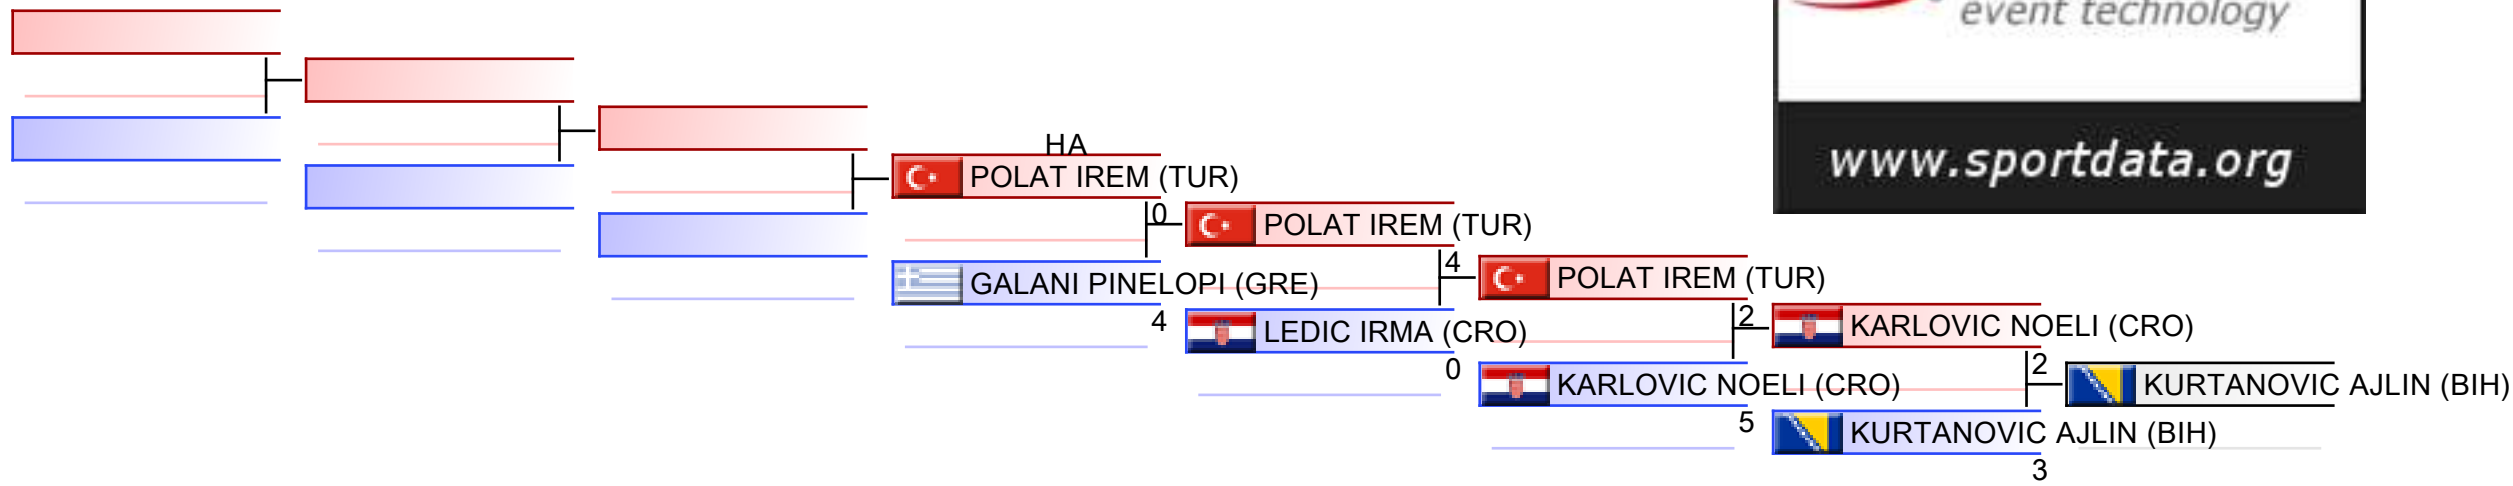 event technology
www.sportdata.org
HA
POLAT IREM (TUR)
0
POLAT IREM (TUR)
GALANI PINELOPI (GRE)
4
4
POLAT IREM (TUR)
LEDIC IRMA (CRO)
0
2
KARLOVIC NOELI (CRO)
KARLOVIC NOELI (CRO)
5
2
KURTANOVIC AJLIN (BIH)
KURTANOVIC AJLIN (BIH)
3